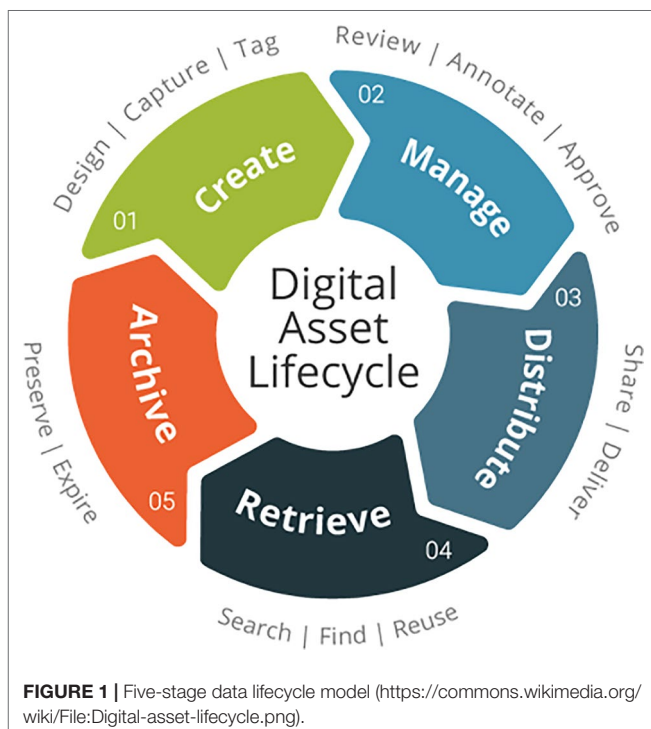 Design | Capture | Tag
01
Create
Review | Annotate | Approve
02
Manage
03
Distribute
Share | Deliver
04
Retrieve
Search | Find | Reuse
05
Archive
Preserve | Expire
Digital
Asset
Lifecycle
FIGURE 1 | Five-stage data lifecycle model (https://commons.wikimedia.org/
wiki/File:Digital-asset-lifecycle.png).